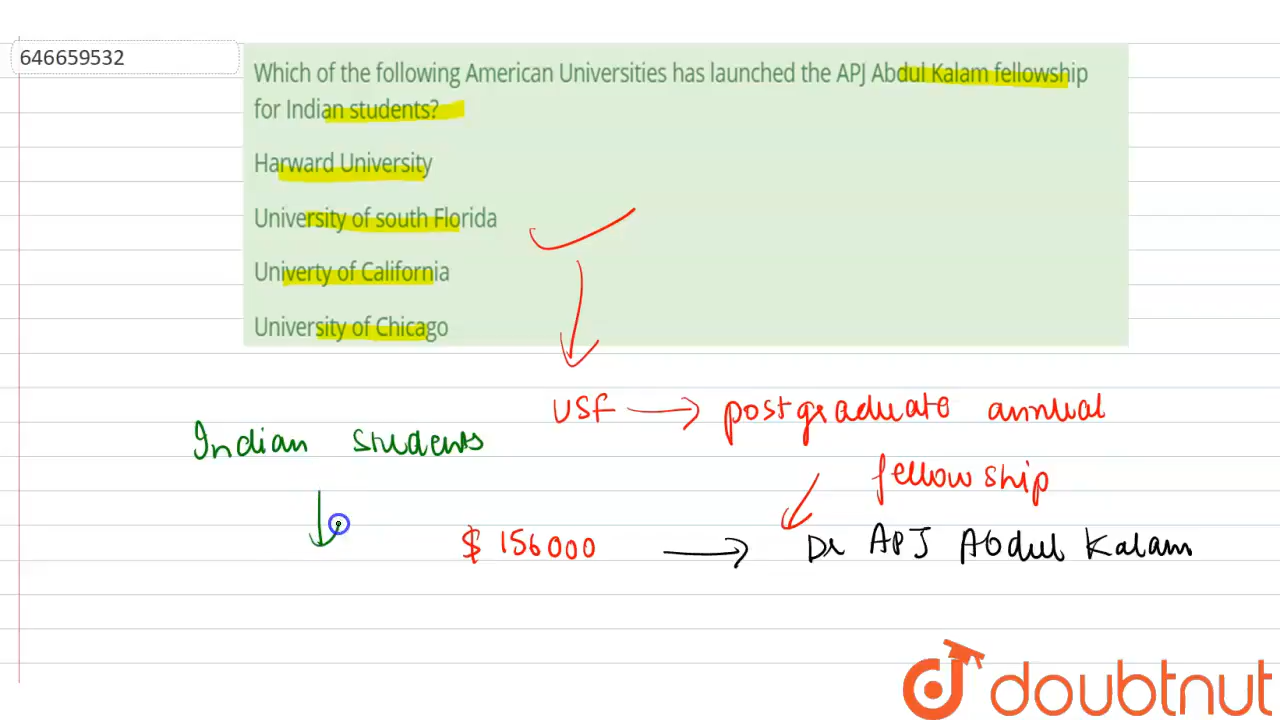 646659532
Which of the following American Universities has launched the APJ Abdul Kalam fellowship
for Indian students?
Harward University
University of south Florida
Univerty of California
University of Chicago
USF → postgraduate annual
Indian students
fellowship
$ 156000 → Dr APJ Abdul Kalam
doubtnut